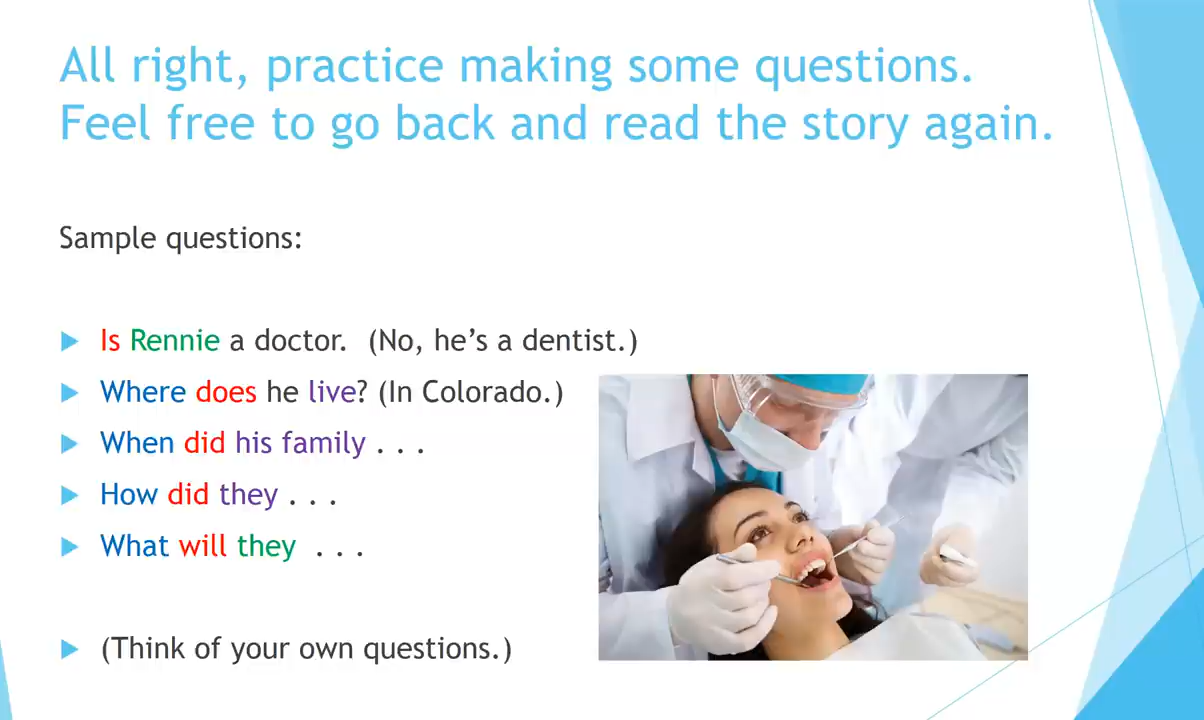 All right, practice making some questions.
Feel free to go back and read the story again.
Sample questions:
Is Rennie a doctor.  (No, he’s a dentist.)
Where does he live? (In Colorado.)
When did his family . . .
How did they . . .
What will they  . . .
(Think of your own questions.)